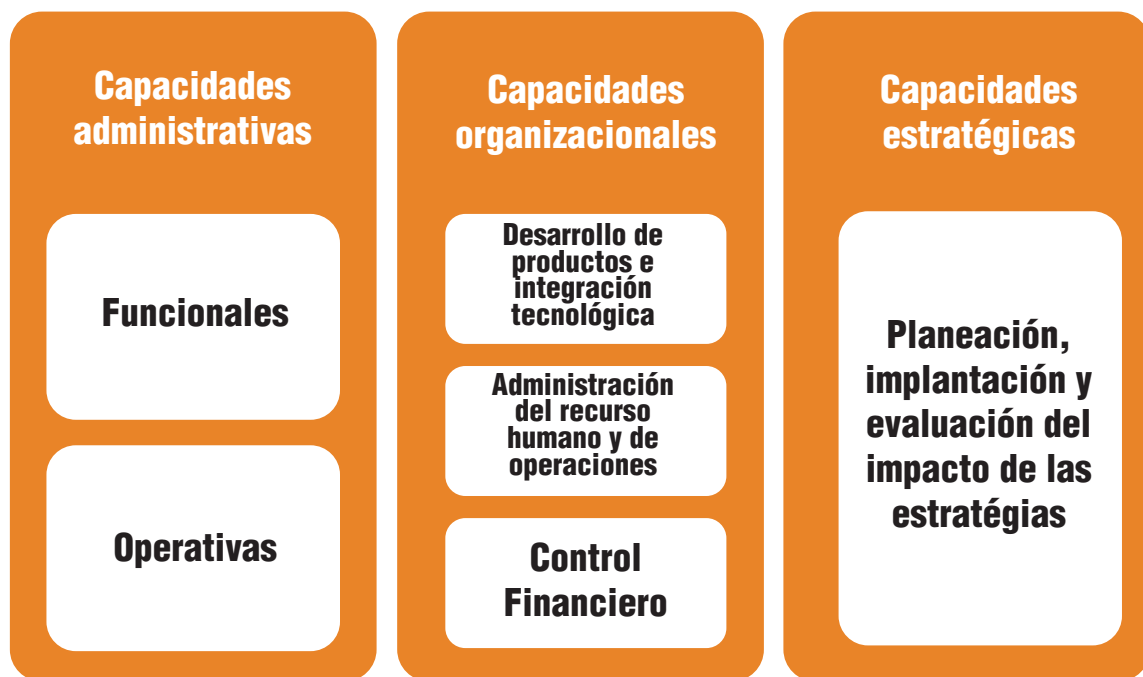 Capacidades
administrativas
Funcionales
Operativas
Capacidades
organizacionales
Desarrollo de
productos e
integración
tecnológica
Administración
del recurso
humano y de
operaciones
Control
Financiero
Capacidades
estratégicas
Planeación,
implantación y
evaluación del
impacto de las
estratégias